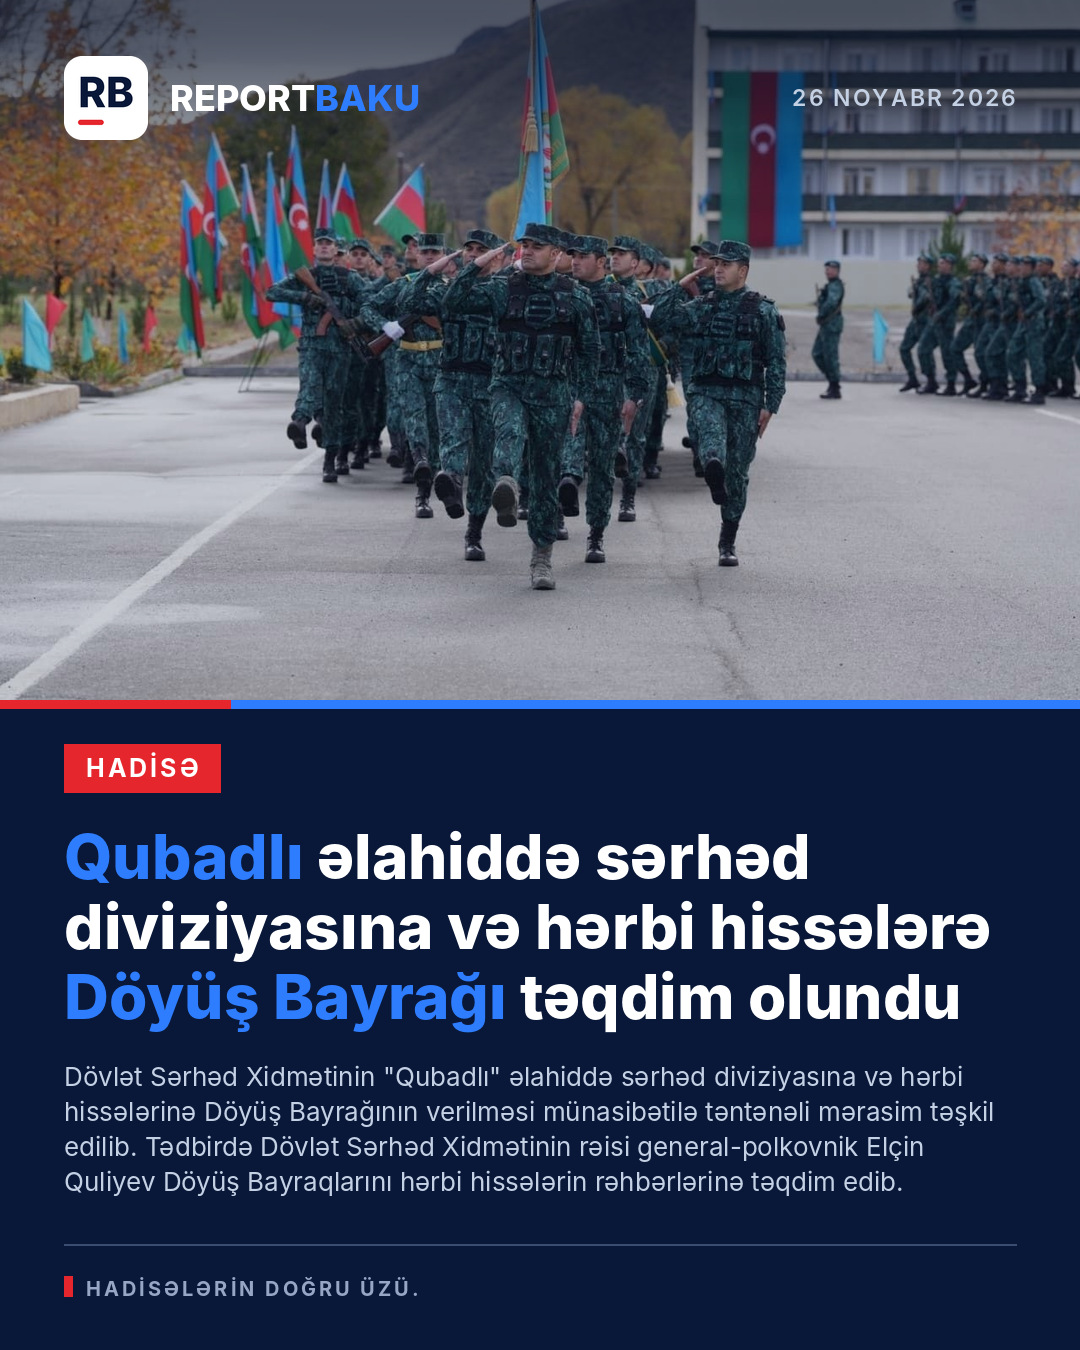 RB
REPORTBAKU
26 NOYABR 2026
HADİSƏ
Qubadlı əlahiddə sərhəd
diviziyasına və hərbi hissələrə
Döyüş Bayrağı təqdim olundu
Dövlət Sərhəd Xidmətinin "Qubadlı" əlahiddə sərhəd diviziyasına və hərbi
hissələrinə Döyüş Bayrağının verilməsi münasibətilə təntənəli mərasim təşkil
edilib. Tədbirdə Dövlət Sərhəd Xidmətinin rəisi general-polkovnik Elçin
Quliyev Döyüş Bayraqlarını hərbi hissələrin rəhbərlərinə təqdim edib.
HADİSƏLƏRİN DOĞRU ÜZÜ.